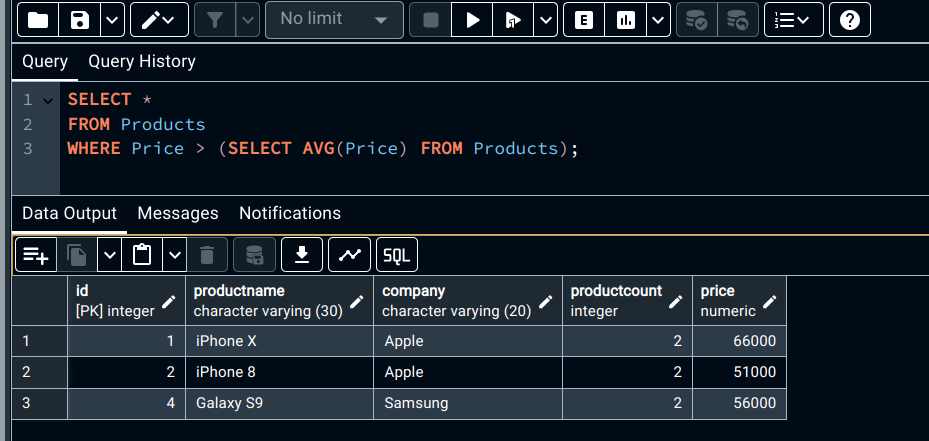 No limit
E
SQL
Query Query History
1 SELECT *
2 FROM Products
3 WHERE Price > (SELECT AVG(Price) FROM Products);
Data Output Messages Notifications
SQL
id productname company productcount price
[PK] integer character varying (30) character varying (20) integer numeric
1 1 iPhone X Apple 2 66000
2 2 iPhone 8 Apple 2 51000
3 4 Galaxy S9 Samsung 2 56000